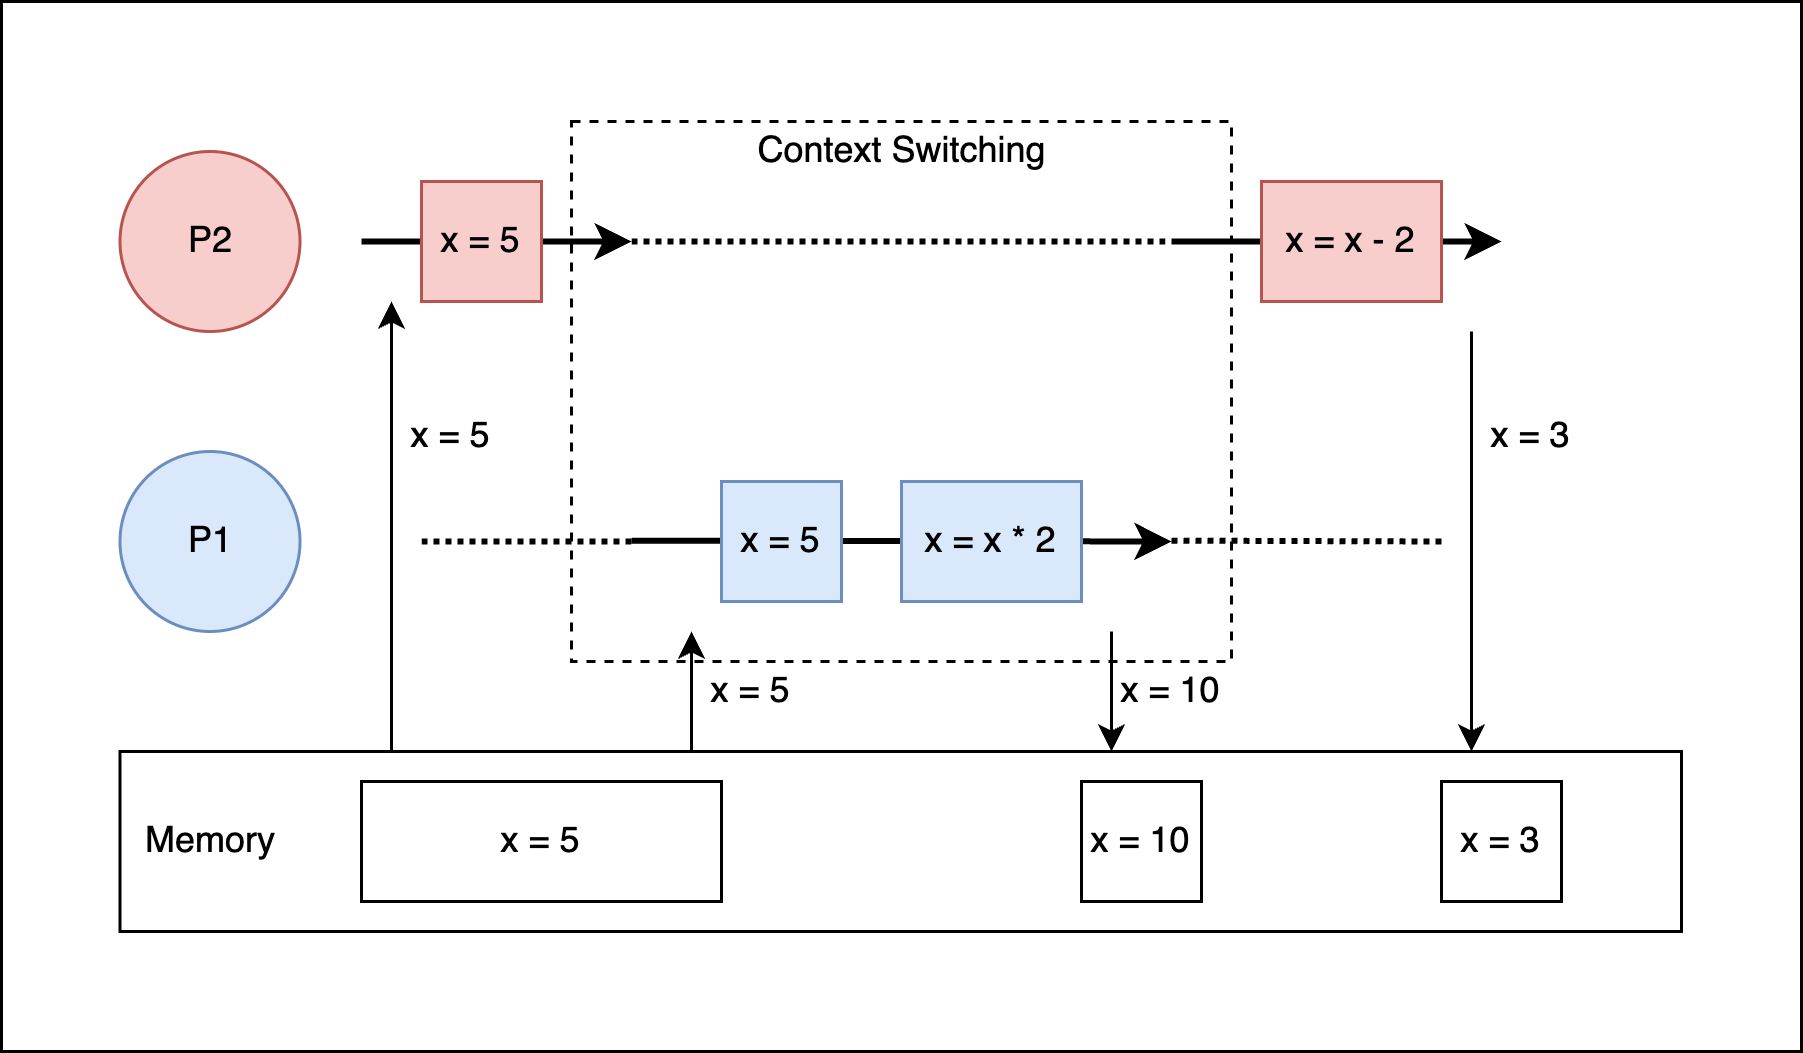 Context Switching
P2
x = 5
x = x - 2
x = 5
x = 3
P1
x = 5
x = x * 2
x = 5
x = 10
Memory
x = 5
x = 10
x = 3